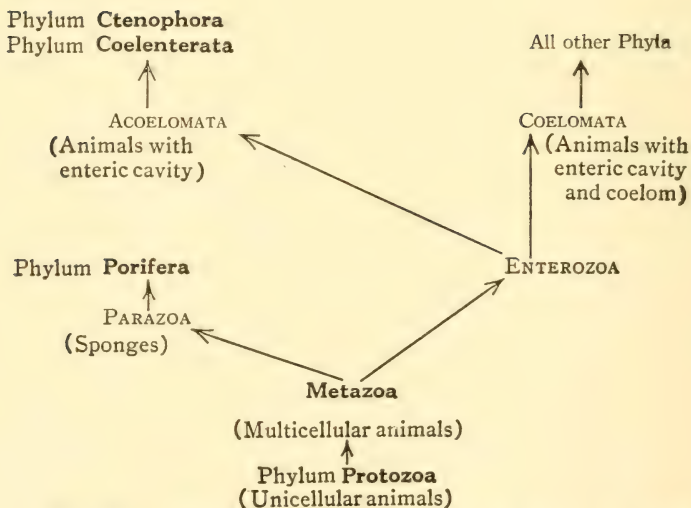 Phylum Ctenophora
Phylum Coelenterata
All other Phyla
ACOELOMATA
(Animals with
enteric cavity)
COELOMATA
(Animals with
enteric cavity
and coelom)
Phylum Porifera
ENTEROZOA
PARAZOA
(Sponges)
Metazoa
(Multicellular animals)
Phylum Protozoa
(Unicellular animals)